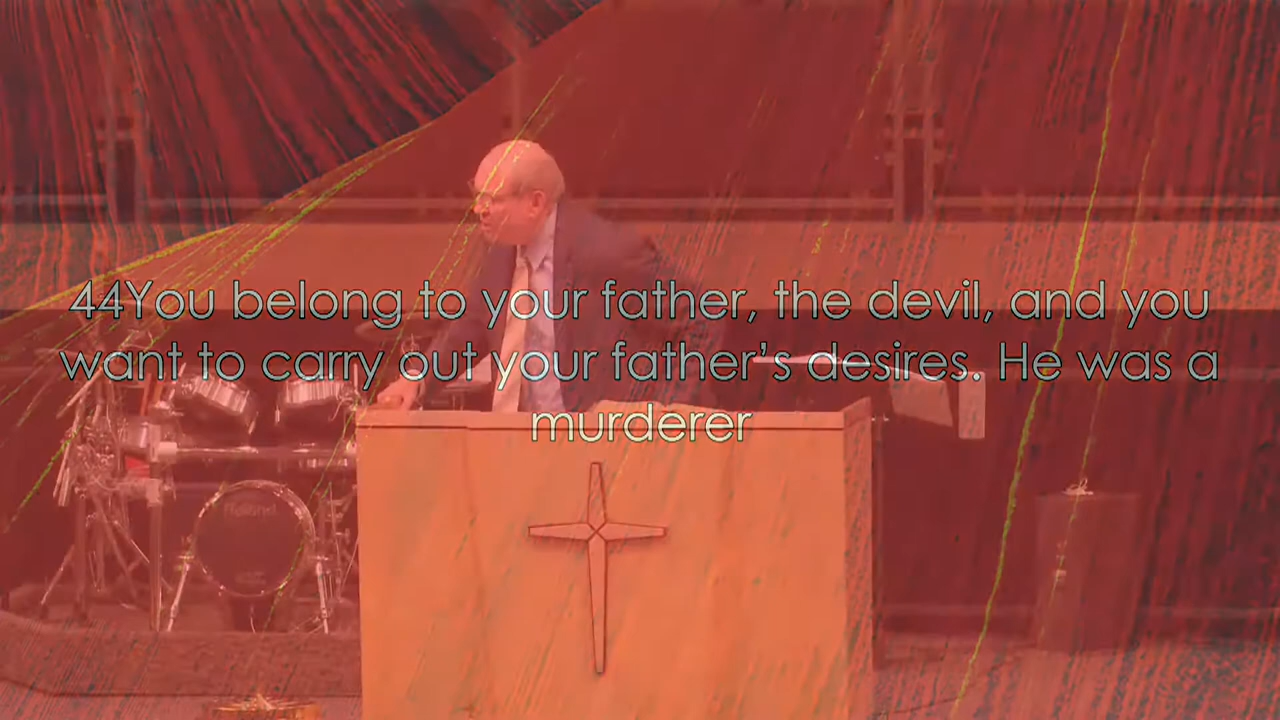 44You belong to your father, the devil, and you
want to carry out your father’s desires. He was a
murderer
Roland